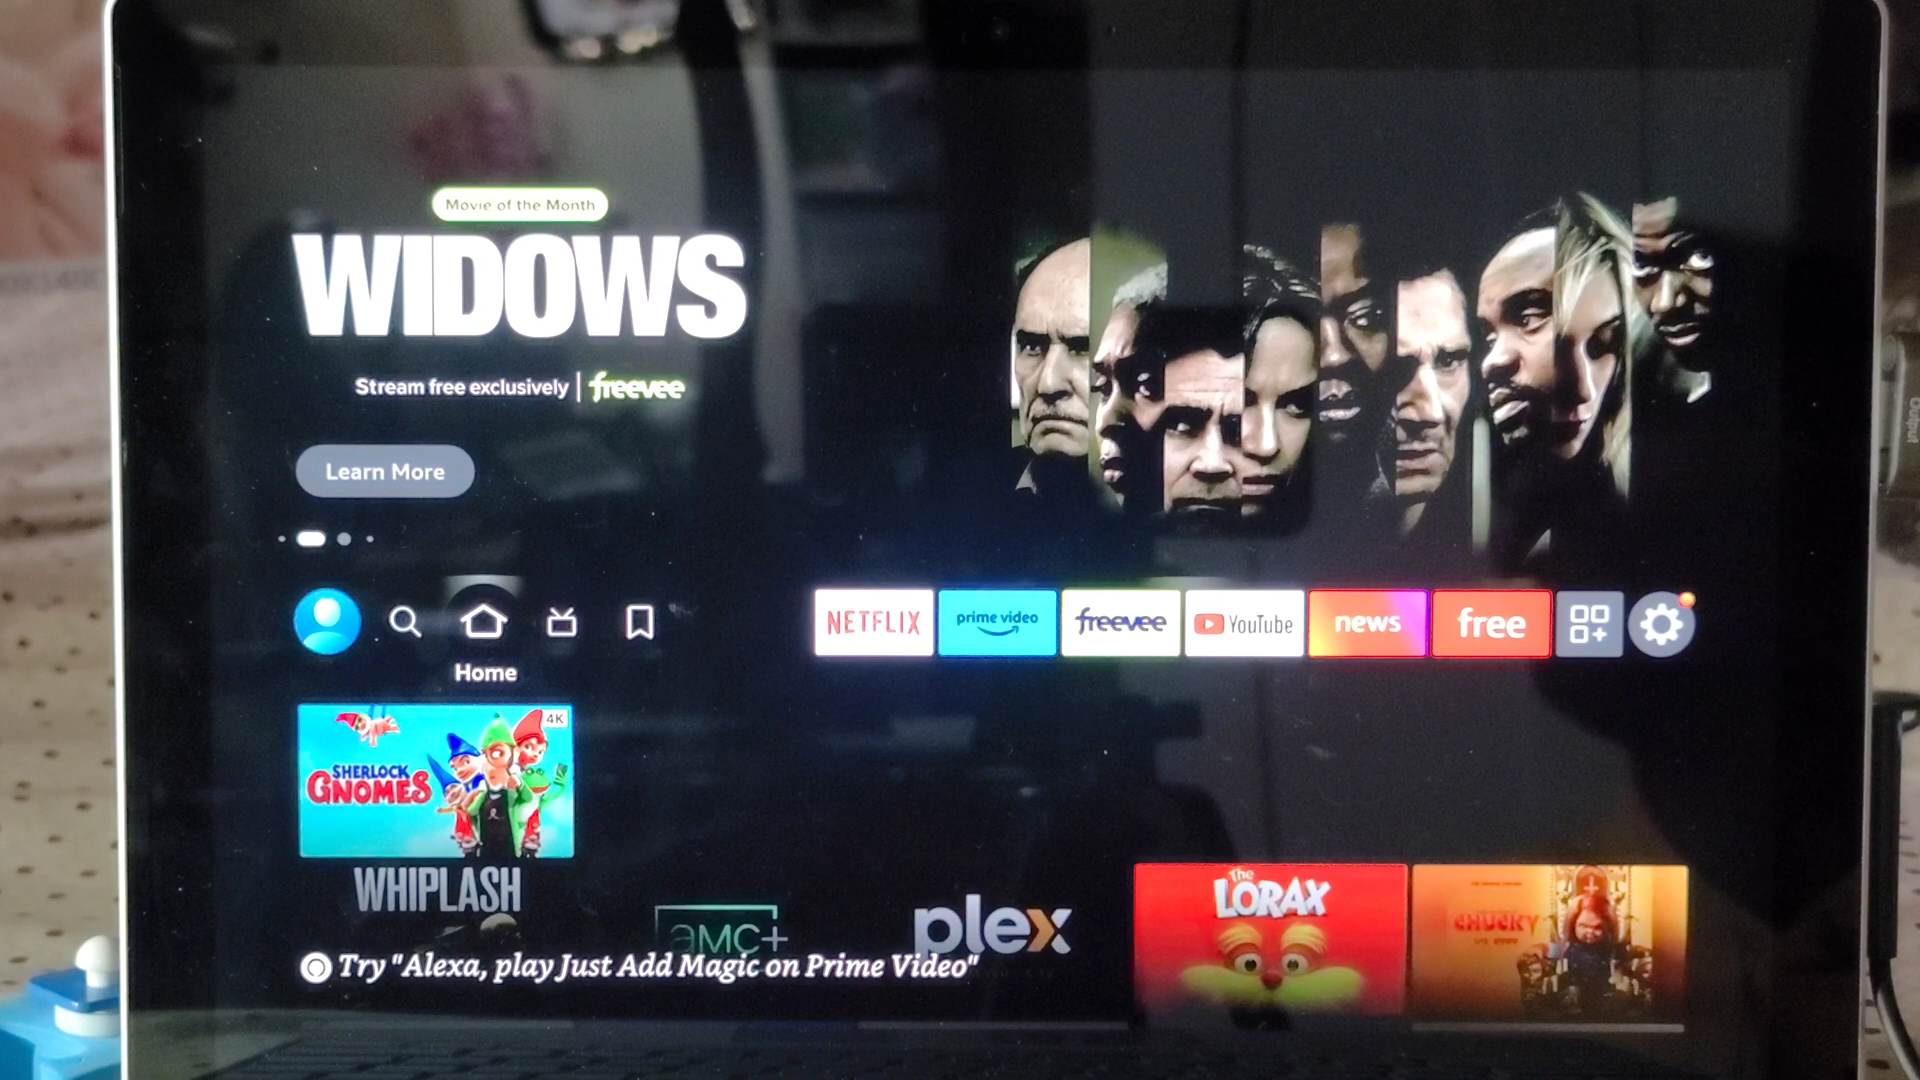 Movie of the Month
WIDOWS
Stream free exclusively | freevee
Learn More
NETFLIX
prime video
freevee
YouTube
news
free
Home
4K
SHERLOCK
GNOMES
WHIPLASH
aMC+
plex
The
LORAX
CHUCKY
Try "Alexa, play Just Add Magic on Prime Video"
Output